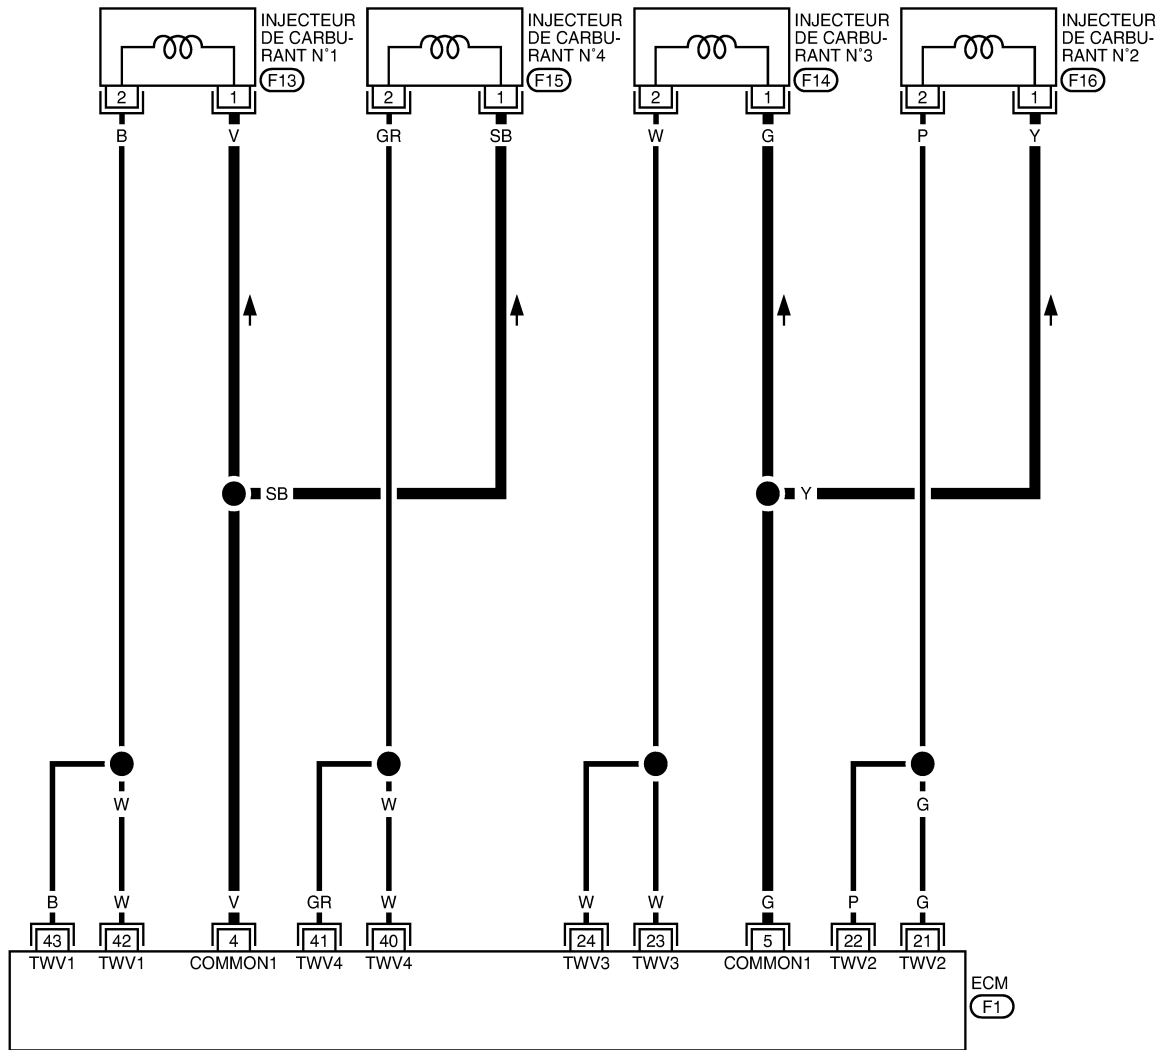 INJECTEUR
DE CARBU-
RANT N°1
F13
INJECTEUR
DE CARBU-
RANT N°4
F15
INJECTEUR
DE CARBU-
RANT N°3
F14
INJECTEUR
DE CARBU-
RANT N°2
F16
2 1 2 1 2 1 2 1
B V GR SB W G P Y
SB Y
W W G
B W V GR W W W G P G
43 42 4 41 40 24 23 5 22 21
TWV1 TWV1 COMMON1 TWV4 TWV4 TWV3 TWV3 COMMON1 TWV2 TWV2
ECM
F1